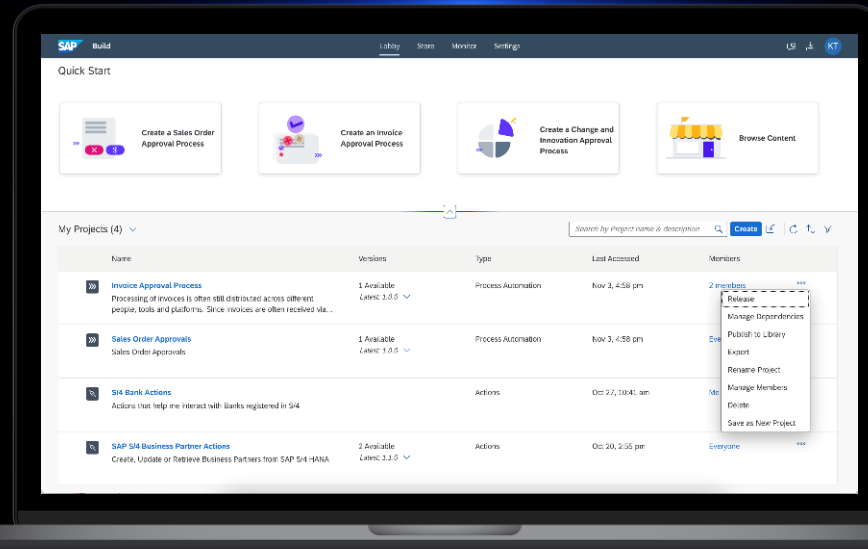 SAP Build
Lobby Store Monitor Settings
KT
Quick Start
Create a Sales Order
Approval Process
Create an Invoice
Approval Process
Create a Change and
Innovation Approval
Process
Browse Content
My Projects (4)
Search by Project name & description
Create
Name Versions Type Last Accessed Members
Invoice Approval Process 1 Available Process Automation Nov 3, 4:58 pm 2 members
Processing of invoices is often still distributed across different Latest: 1.0.0
people, tools and platforms. Since invoices are often received via...
Sales Order Approvals 1 Available Process Automation Nov 3, 4:58 pm Eve
Sales Order Approvals Latest: 1.0.0
S/4 Bank Actions Actions Oct 27, 10:41 am Me
Actions that help me interact with Banks registered in S/4
SAP S/4 Business Partner Actions 2 Available Actions Oct 20, 2:55 pm Everyone
Create, Update or Retrieve Business Partners from SAP S/4 HANA Latest: 1.1.0
Release
Manage Dependencies
Publish to Library
Export
Rename Project
Manage Members
Delete
Save as New Project